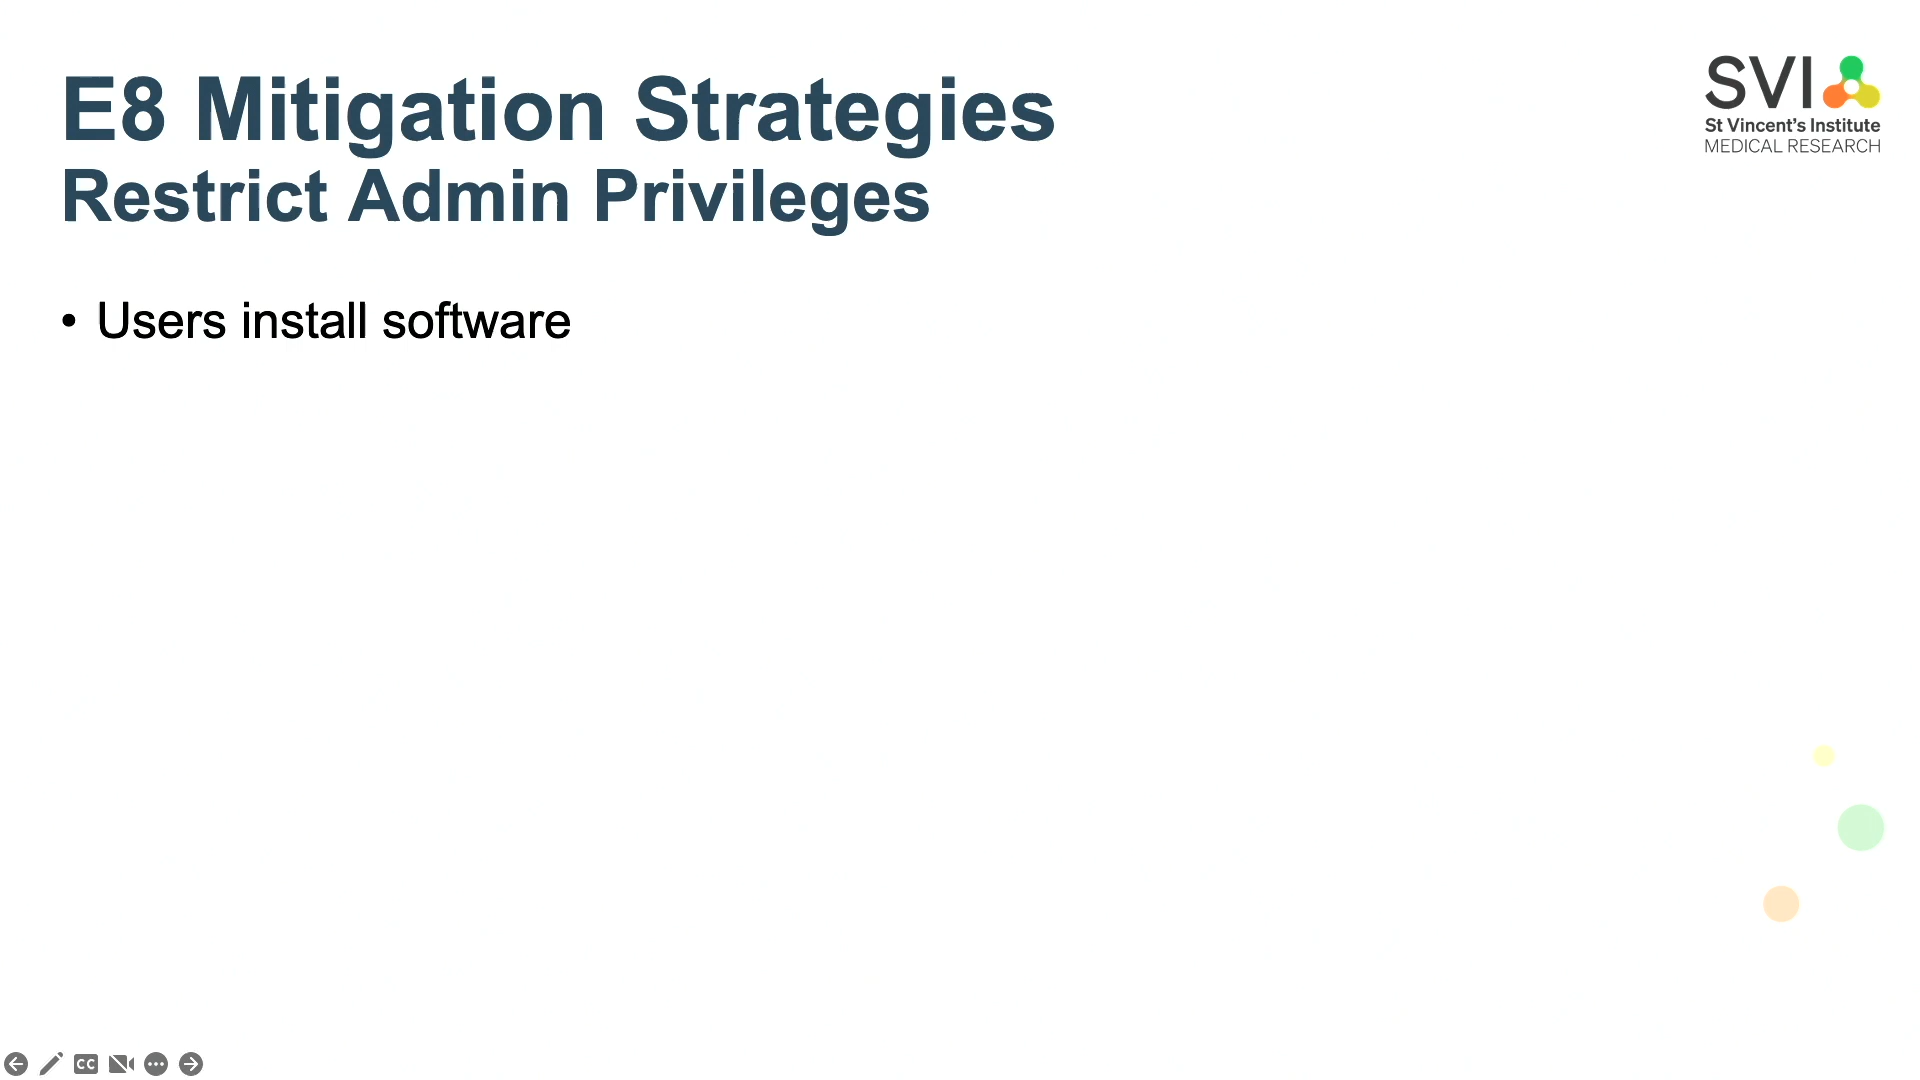 E8 Mitigation Strategies
Restrict Admin Privileges
SVI
St Vincent's Institute
MEDICAL RESEARCH
• Users install software
CC